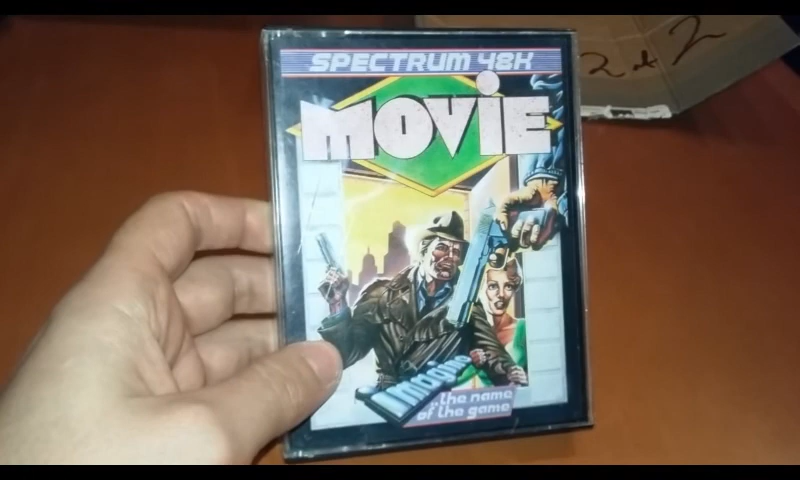 SPECTRUM 48K
MOVIE
imagine
...the name
of the game
2 x 2